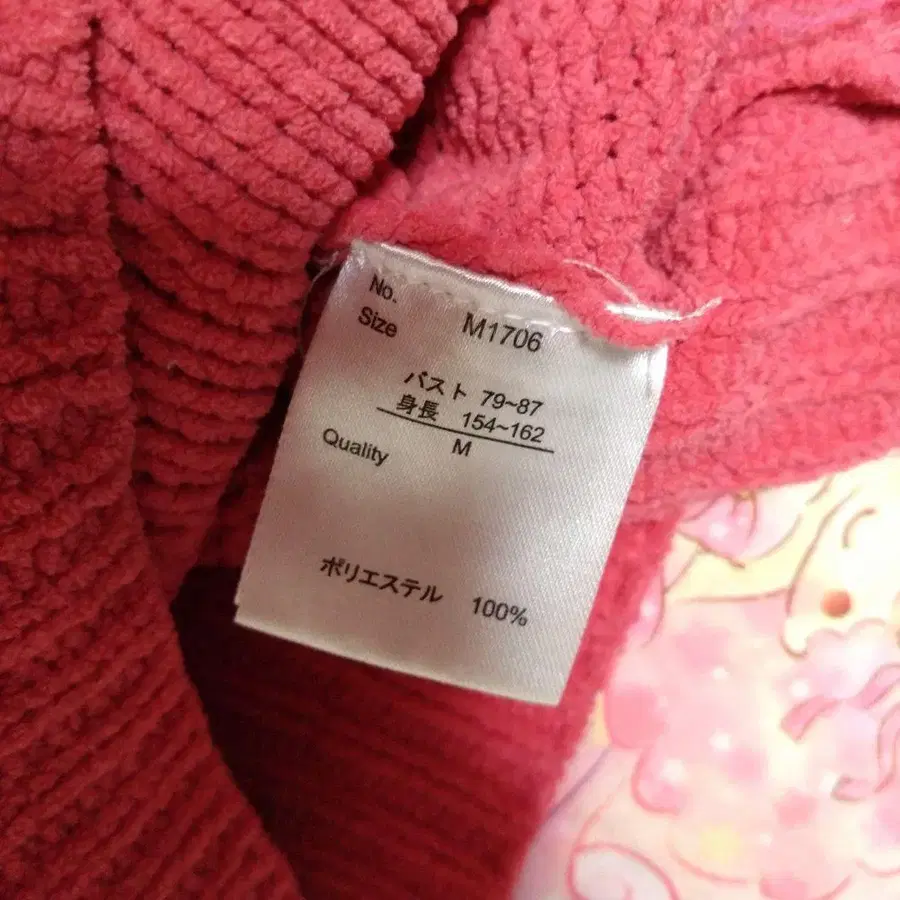 No. M1706
Size
バスト 79~87
身長 154~162
M
Quality
ポリエステル 100%